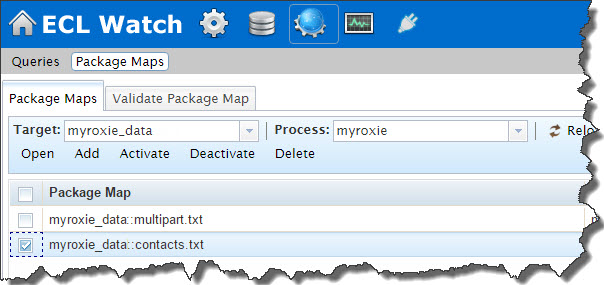 ECL Watch
Queries Package Maps
Package Maps Validate Package Map
Target: myroxie_data Process: myroxie
Open Add Activate Deactivate Delete
Package Map
myroxie_data::multipart.txt
myroxie_data::contacts.txt